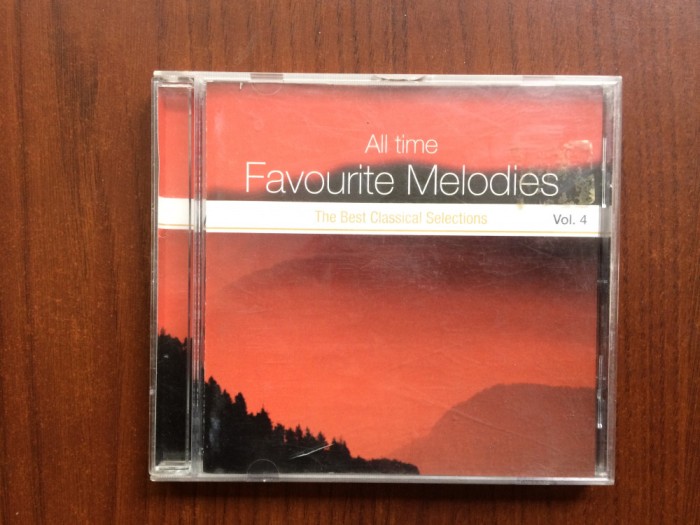 All time
Favourite Melodies
The Best Classical Selections Vol. 4